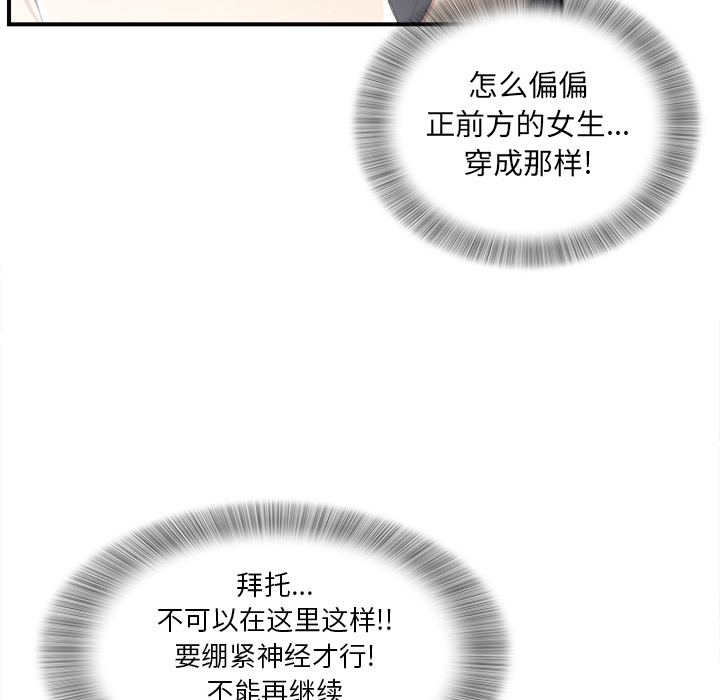 怎么偏偏
正前方的女生...
穿成那样!
拜托...
不可以在这里这样!!
要绷紧神经才行!
不能再继续